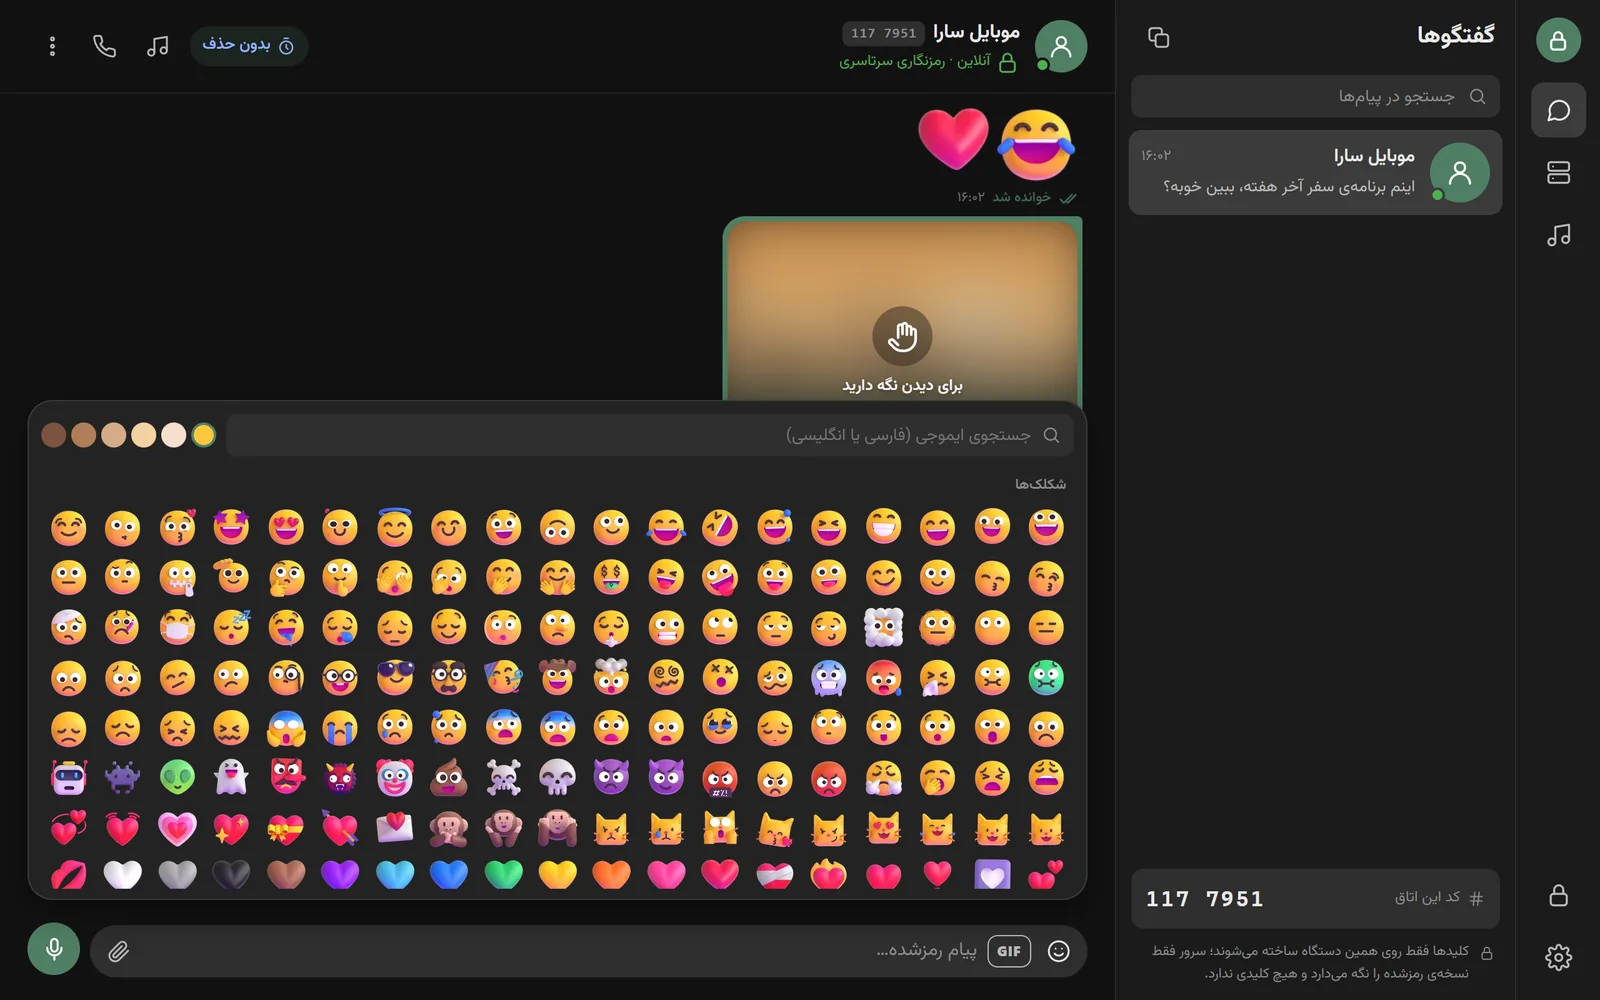 گفتگوها
جستجو در پیام‌ها
موبایل سارا
۱۶:۰۲
اینم برنامه‌ی سفر آخر هفته، ببین خوبه؟
# کد این اتاق
117 7951
کلیدها فقط روی همین دستگاه ساخته می‌شوند؛ سرور فقط
نسخه‌ی رمزشده را نگه می‌دارد و هیچ کلیدی ندارد.
موبایل سارا 117 7951
آنلاین · رمزنگاری سرتاسری
بدون حذف
خوانده شد ۱۶:۰۲
برای دیدن نگه دارید
جستجوی ایموجی (فارسی یا انگلیسی)
شکلک‌ها
GIF
پیام رمزشده...